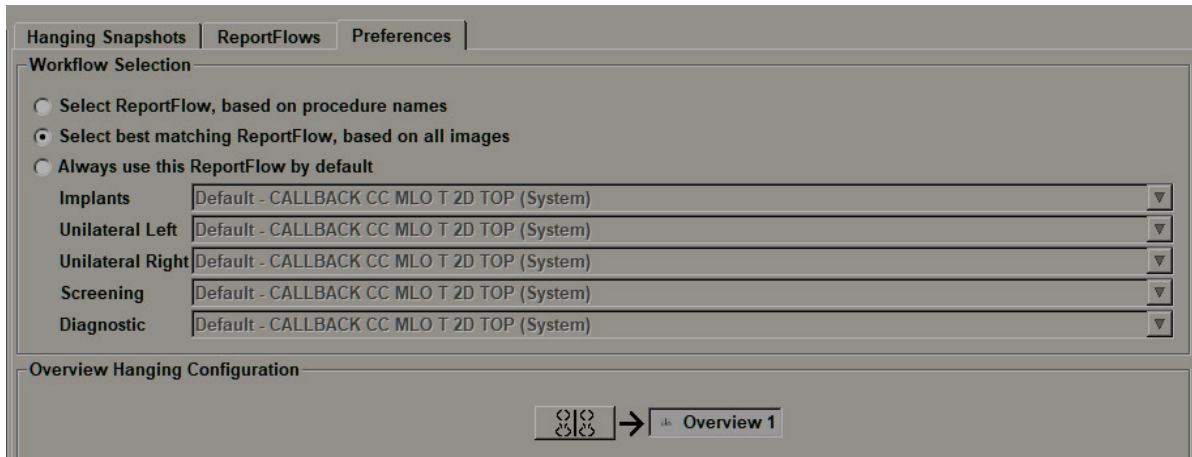 Hanging Snapshots ReportFlows Preferences
Workflow Selection
Select ReportFlow, based on procedure names
Select best matching ReportFlow, based on all images
Always use this ReportFlow by default
Implants Default - CALLBACK CC MLO T 2D TOP (System)
Unilateral Left Default - CALLBACK CC MLO T 2D TOP (System)
Unilateral Right Default - CALLBACK CC MLO T 2D TOP (System)
Screening Default - CALLBACK CC MLO T 2D TOP (System)
Diagnostic Default - CALLBACK CC MLO T 2D TOP (System)
Overview Hanging Configuration
Overview 1